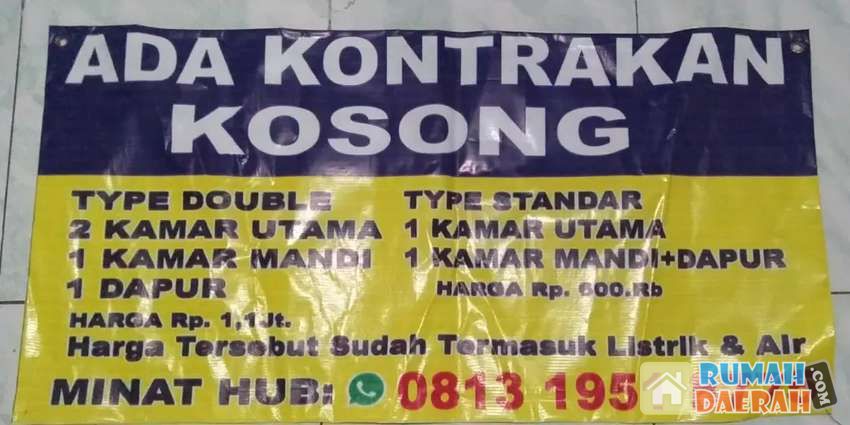 ADA KONTRAKAN
KOSONG
TYPE DOUBLE
2 KAMAR UTAMA
1 KAMAR MANDI
1 DAPUR
HARGA Rp. 1,1Jt.
TYPE STANDAR
1 KAMAR UTAMA
1 KAMAR MANDI+DAPUR
HARGA Rp. 600.Rb
Harga Tersebut Sudah Termasuk Listrik & Air
MINAT HUB: 0813 195
RUMAH
DAERAH
.COM